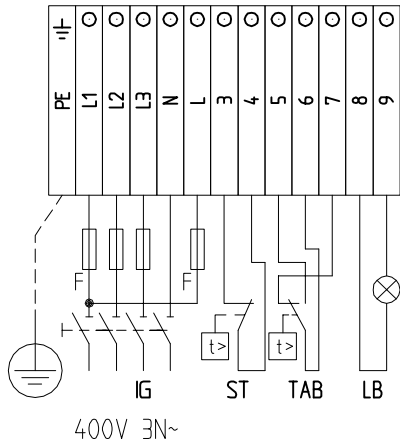 PE L1 L2 L3 N L 3 4 5 6 7 8 9
F F
t> t>
IG ST TAB LB
400V 3N~